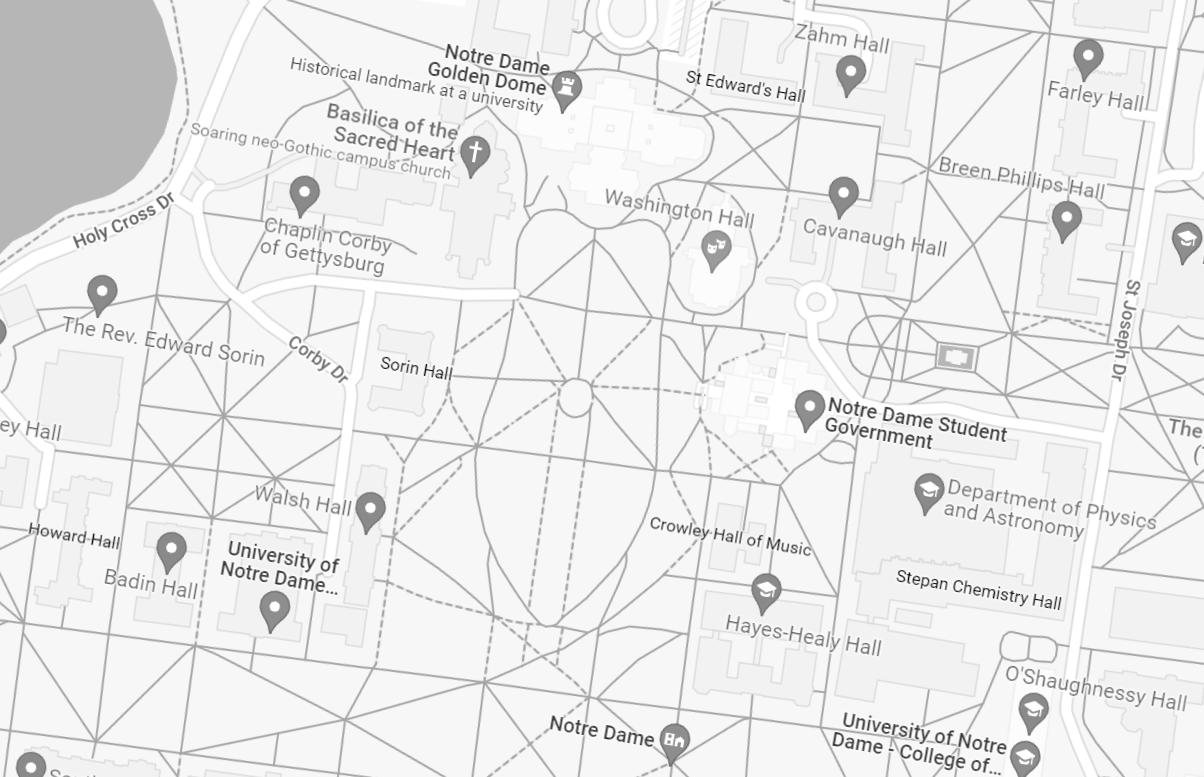 Zahm Hall
Notre Dame
Golden Dome
Historical landmark at a university
St Edward's Hall
Farley Hall
Basilica of the
Sacred Heart
Soaring neo-Gothic campus church
Breen Phillips Hall
Holy Cross Dr
Washington Hall
Chaplin Corby
of Gettysburg
Cavanaugh Hall
The Rev. Edward Sorin
Corby Dr
St Joseph Dr
Sorin Hall
Notre Dame Student
Government
The
ey Hall
Walsh Hall
Department of Physics
and Astronomy
Howard Hall
Crowley Hall of Music
University of
Notre Dame...
Badin Hall
Stepan Chemistry Hall
Hayes-Healy Hall
O'Shaughnessy Hall
Notre Dame
University of Notre
Dame - College of...